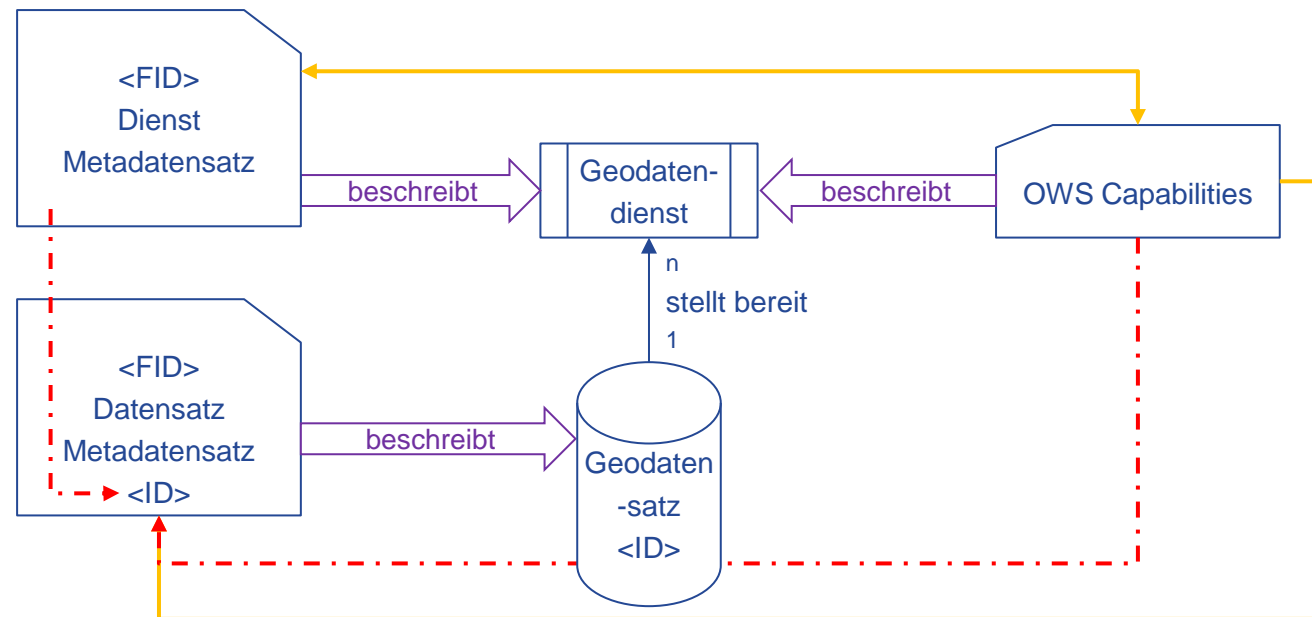 <FID>
Dienst
Metadatensatz
beschreibt
Geodaten-
dienst
beschreibt
OWS Capabilities
n
stellt bereit
1
<FID>
Datensatz
Metadatensatz
<ID>
beschreibt
Geodaten
-satz
<ID>